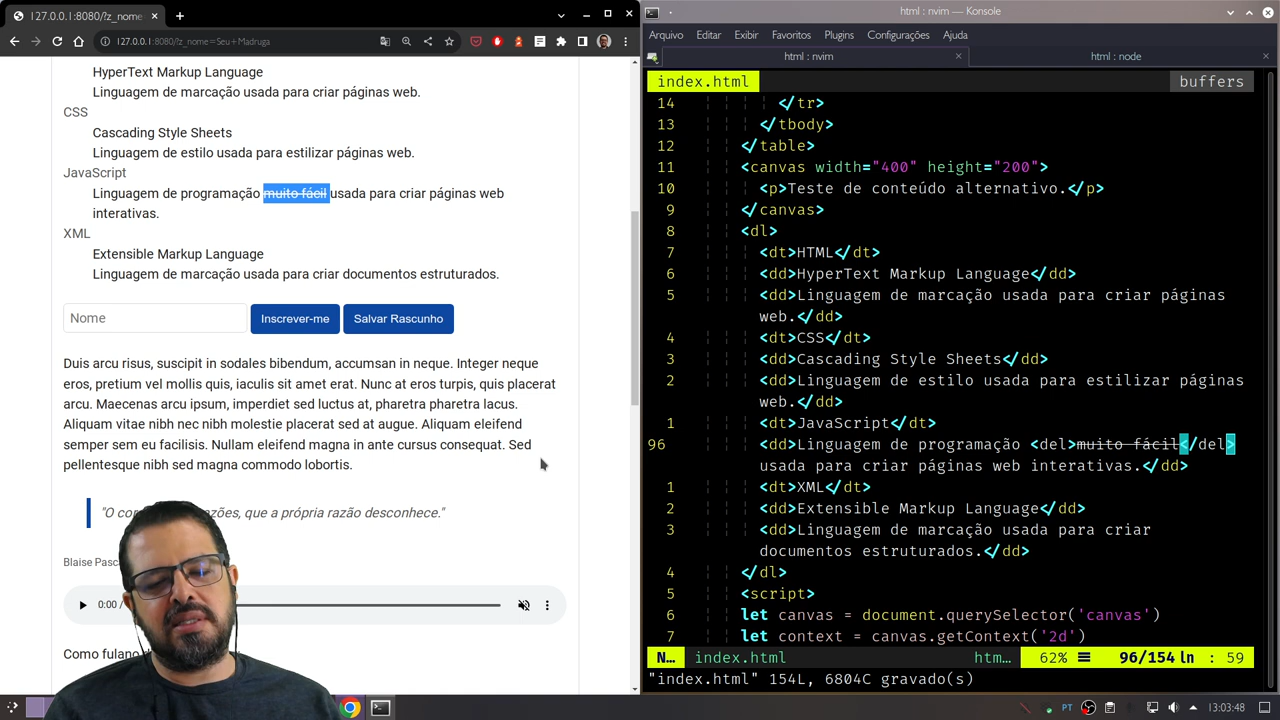 127.0.0.1:8080/?z_nome
127.0.0.1:8080/?z_nome=Seu+Madruga
HyperText Markup Language
Linguagem de marcação usada para criar páginas web.
CSS
Cascading Style Sheets
Linguagem de estilo usada para estilizar páginas web.
JavaScript
Linguagem de programação muito fácil usada para criar páginas web
interativas.
XML
Extensible Markup Language
Linguagem de marcação usada para criar documentos estruturados.
Nome
Inscrever-me
Salvar Rascunho
Duis arcu risus, suscipit in sodales bibendum, accumsan in neque. Integer neque
eros, pretium vel mollis quis, iaculis sit amet erat. Nunc at eros turpis, quis placerat
arcu. Maecenas arcu ipsum, imperdiet sed luctus at, pharetra pharetra lacus.
Aliquam vitae nibh nec nibh molestie placerat sed at augue. Aliquam eleifend
semper sem eu facilisis. Nullam eleifend magna in ante cursus consequat. Sed
pellentesque nibh sed magna commodo lobortis.
"O razões, que a própria razão desconhece."
Blaise
0:00 /
Como fulano
html : nvim — Konsole
Arquivo Editar Exibir Favoritos Plugins Configurações Ajuda
html : nvim
html : node
index.html
buffers
14 </tr>
13 </tbody>
12 </table>
11 <canvas width="400" height="200">
10 <p>Teste de conteúdo alternativo.</p>
9 </canvas>
8 <dl>
7 <dt>HTML</dt>
6 <dd>HyperText Markup Language</dd>
5 <dd>Linguagem de marcação usada para criar páginas
web.</dd>
4 <dt>CSS</dt>
3 <dd>Cascading Style Sheets</dd>
2 <dd>Linguagem de estilo usada para estilizar páginas
web.</dd>
1 <dt>JavaScript</dt>
96 <dd>Linguagem de programação <del>muito fácil</del>
usada para criar páginas web interativas.</dd>
1 <dt>XML</dt>
2 <dd>Extensible Markup Language</dd>
3 <dd>Linguagem de marcação usada para criar
documentos estruturados.</dd>
4 </dl>
5 <script>
6 let canvas = document.querySelector('canvas')
7 let context = canvas.getContext('2d')
N… index.html htm… 62% ☰ 96/154 ln : 59
"index.html" 154L, 6804C gravado(s)
PT
13:03:48